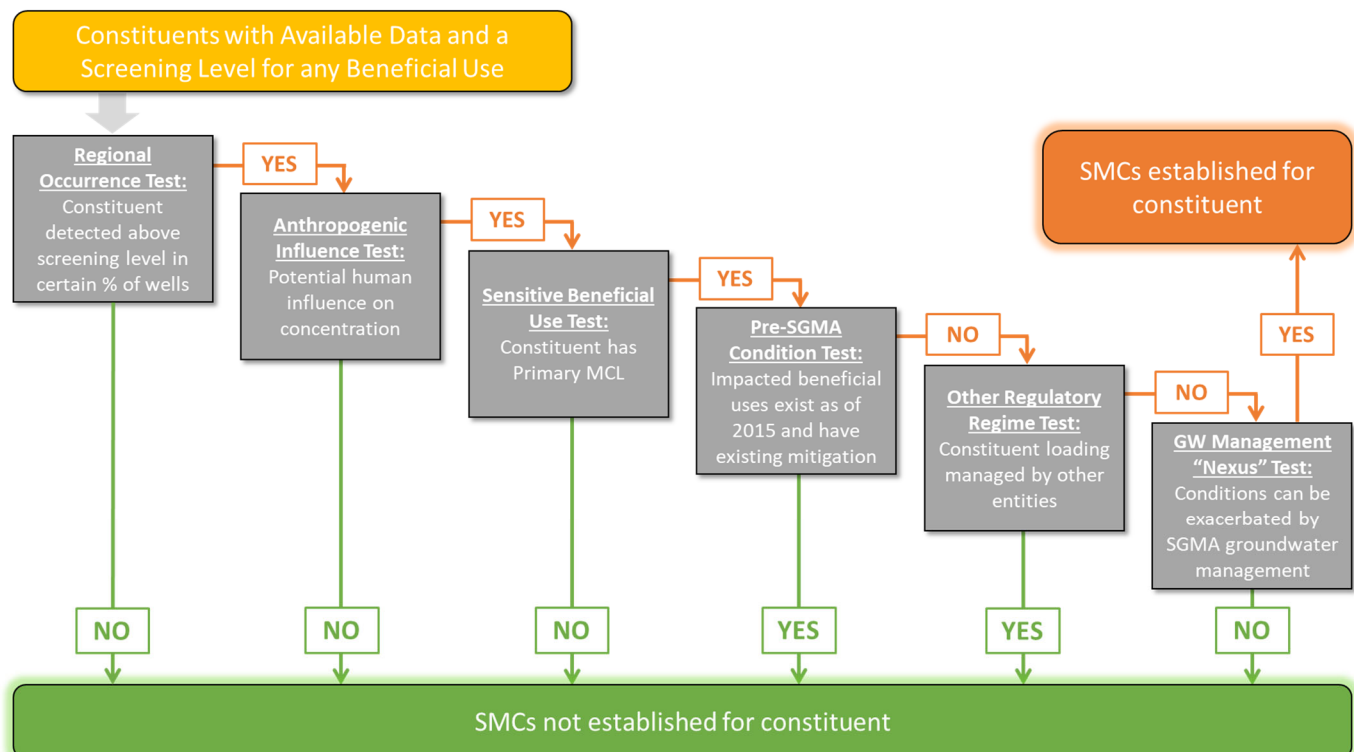 Constituents with Available Data and a
Screening Level for any Beneficial Use
Regional
Occurrence Test:
Constituent
detected above
screening level in
certain % of wells
YES
Anthropogenic
Influence Test:
Potential human
influence on
concentration
YES
Sensitive Beneficial
Use Test:
Constituent has
Primary MCL
YES
Pre-SGMA
Condition Test:
Impacted beneficial
uses exist as of
2015 and have
existing mitigation
NO
Other Regulatory
Regime Test:
Constituent loading
managed by other
entities
NO
GW Management
“Nexus” Test:
Conditions can be
exacerbated by
SGMA groundwater
management
YES
SMCs established for
constituent
NO
NO
NO
YES
YES
NO
SMCs not established for constituent